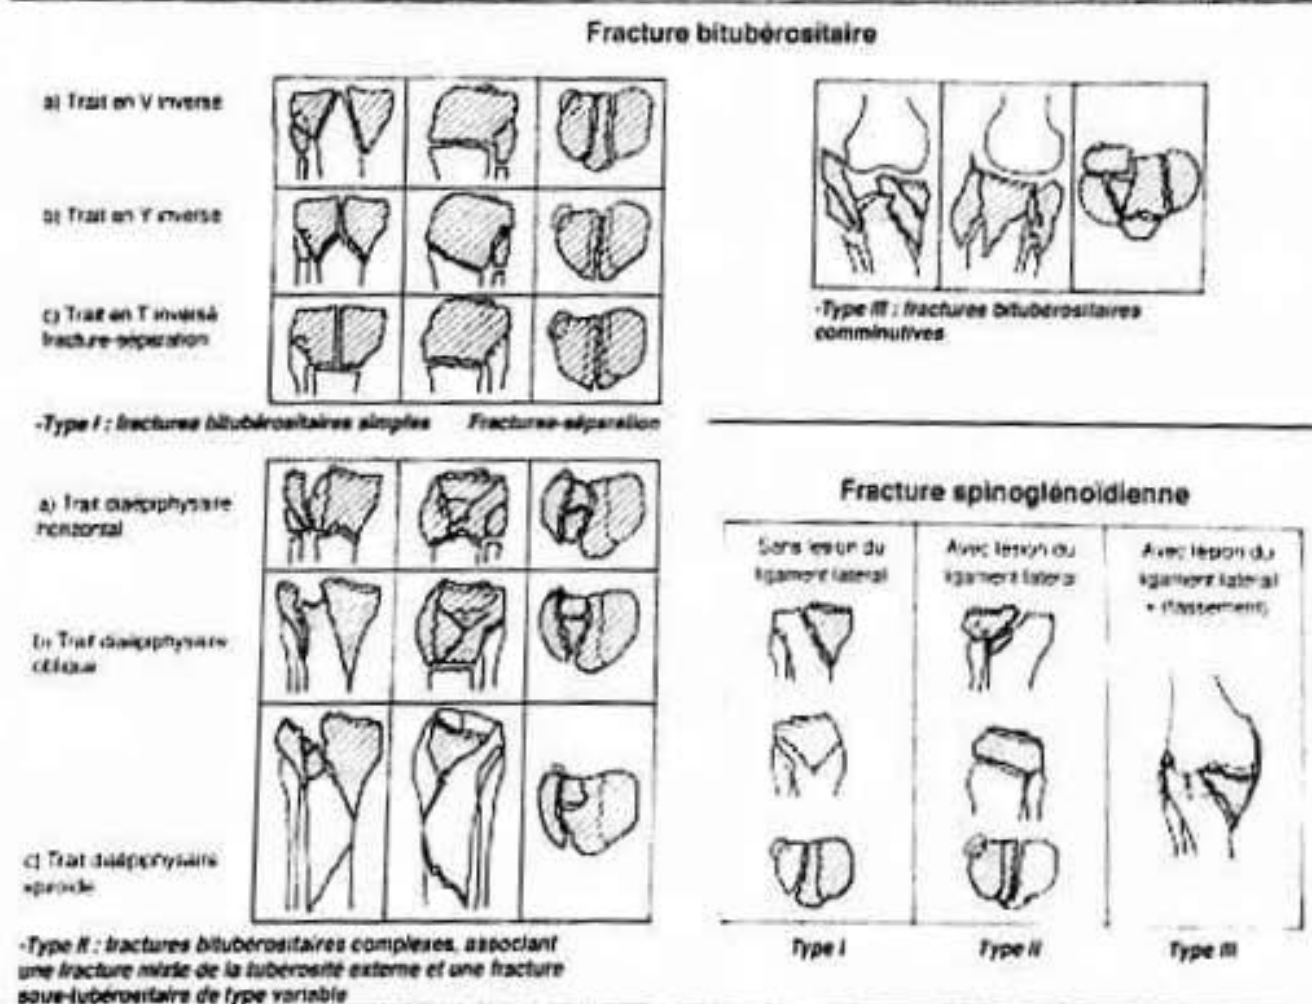 Fracture bitubérositaire
a) Trait en V inversé
b) Trait en Y inversé
c) Trait en T inversé
fracture-séparation
-Type I : fractures bitubérositaires simples Fractures-séparation
-Type III : fractures bitubérositaires
comminutives
a) Trait diaépiphysaire
horizontal
b) Trait diaépiphysaire
oblique
c) Trait diaépiphysaire
spiroïde
-Type II : fractures bitubérositaires complexes, associant
une fracture mixte de la tubérosité externe et une fracture
sous-tubérositaire de type variable
Fracture spinoglénoïdienne
Sans lésion du
ligament latéral
Avec lésion du
ligament latéral
Avec lésion du
ligament latéral
+ (tassement)
Type I
Type II
Type III